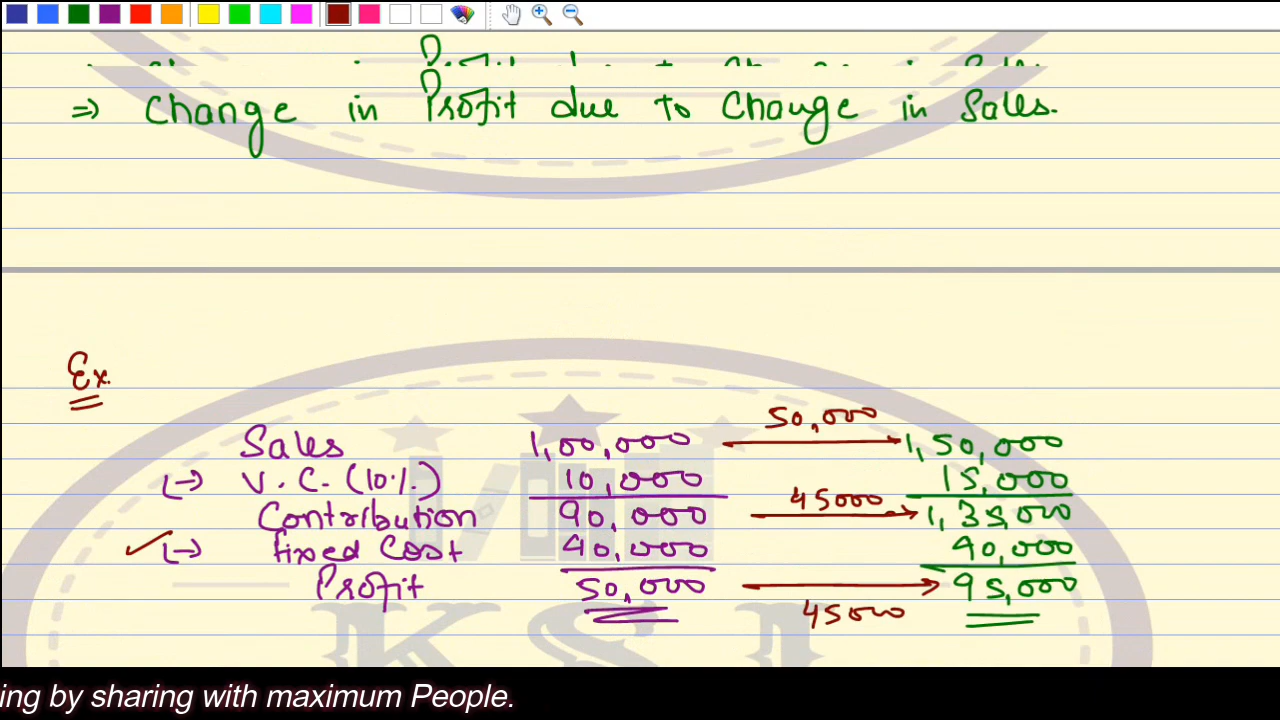 ⇒ Change in Profit due to Change in Sales.
Ex.
50,000
Sales 1,00,000 1,50,000
(-) V.C. (10%) 10,000 15,000
45000
Contribution 90,000 1,35,000
(-) fixed Cost 40,000 40,000
Profit 50,000 95,000
45000
KSI
ing by sharing with maximum People.